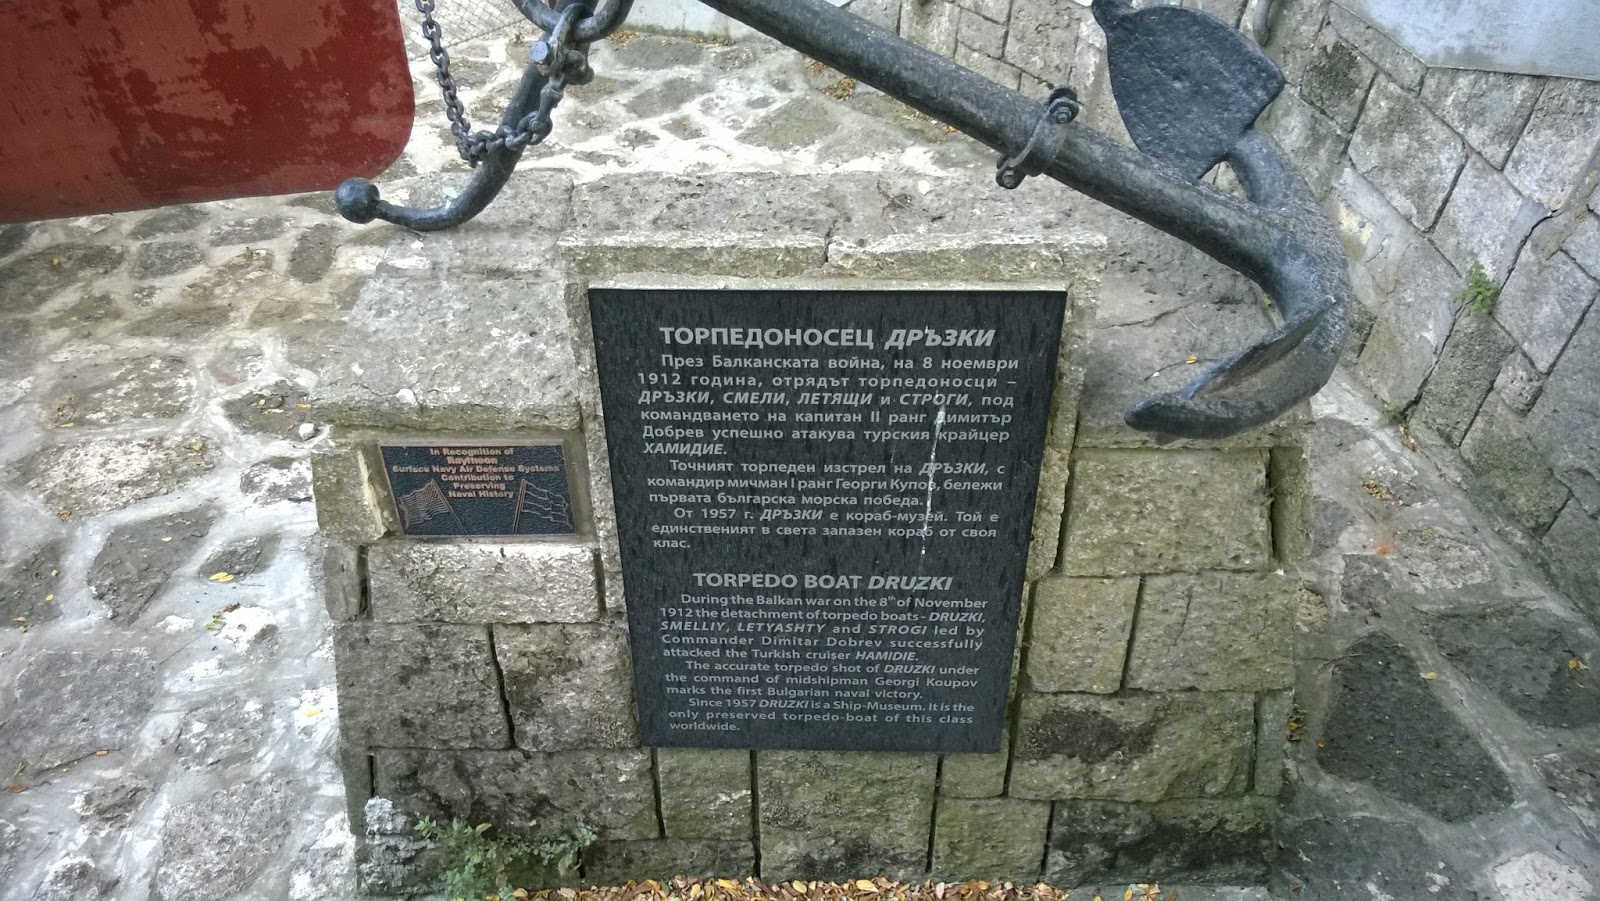 In Recognition of
Raytheon
Surface Navy Air Defense Systems
Contribution to
Preserving
Naval History
ТОРПЕДОНОСЕЦ ДРЪЗКИ
През Балканската война, на 8 ноември
1912 година, отрядът торпедоносци –
ДРЪЗКИ, СМЕЛИ, ЛЕТЯЩИ и СТРОГИ, под
командването на капитан II ранг Димитър
Добрев успешно атакува турския крайцер
ХАМИДИЕ.
Точният торпеден изстрел на ДРЪЗКИ, с
командир мичман I ранг Георги Купов, бележи
първата българска морска победа.
От 1957 г. ДРЪЗКИ е кораб-музей. Той е
единственият в света запазен кораб от своя
клас.
TORPEDO BOAT DRUZKI
During the Balkan war on the 8th of November
1912 the detachment of torpedo boats - DRUZKI,
SMELLIY, LETYASHTY and STROGI led by
Commander Dimitar Dobrev successfully
attacked the Turkish cruiser HAMIDIE.
The accurate torpedo shot of DRUZKI under
the command of midshipman Georgi Koupov
marks the first Bulgarian naval victory.
Since 1957 DRUZKI is a Ship-Museum. It is the
only preserved torpedo-boat of this class
worldwide.